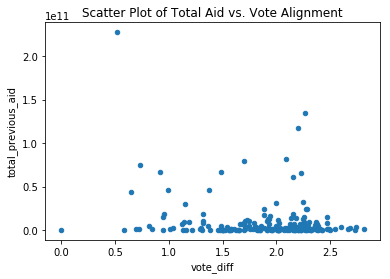 1e11
Scatter Plot of Total Aid vs. Vote Alignment
2.0
1.5
1.0
0.5
0.0
total_previous_aid
0.0 0.5 1.0 1.5 2.0 2.5
vote_diff